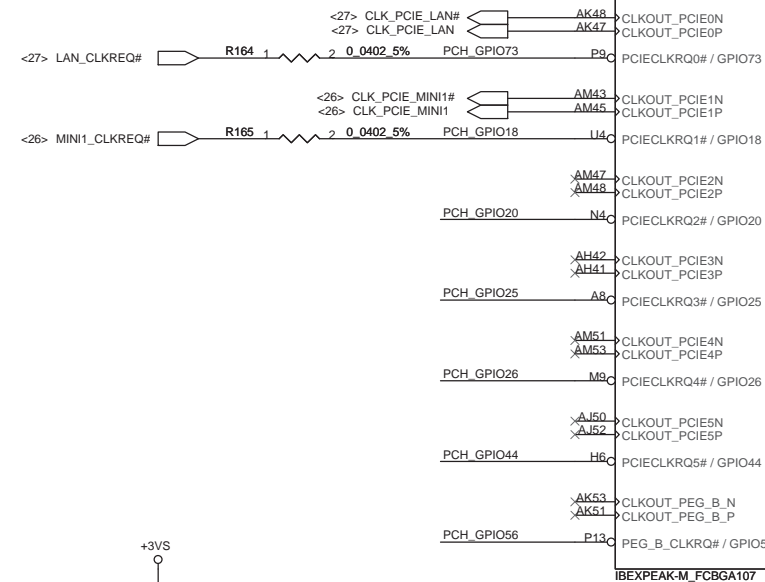 <27> CLK_PCIE_LAN# AK48 CLKOUT_PCIE0N
<27> CLK_PCIE_LAN AK47 CLKOUT_PCIE0P
<27> LAN_CLKREQ# R164 1 2 0_0402_5% PCH_GPIO73 P9 PCIECLKRQ0# / GPIO73
<26> CLK_PCIE_MINI1# AM43 CLKOUT_PCIE1N
<26> CLK_PCIE_MINI1 AM45 CLKOUT_PCIE1P
<26> MINI1_CLKREQ# R165 1 2 0_0402_5% PCH_GPIO18 U4 PCIECLKRQ1# / GPIO18
AM47 CLKOUT_PCIE2N
AM48 CLKOUT_PCIE2P
PCH_GPIO20 N4 PCIECLKRQ2# / GPIO20
AH42 CLKOUT_PCIE3N
AH41 CLKOUT_PCIE3P
PCH_GPIO25 A8 PCIECLKRQ3# / GPIO25
AM51 CLKOUT_PCIE4N
AM53 CLKOUT_PCIE4P
PCH_GPIO26 M9 PCIECLKRQ4# / GPIO26
AJ50 CLKOUT_PCIE5N
AJ52 CLKOUT_PCIE5P
PCH_GPIO44 H6 PCIECLKRQ5# / GPIO44
AK53 CLKOUT_PEG_B_N
AK51 CLKOUT_PEG_B_P
PCH_GPIO56 P13 PEG_B_CLKRQ# / GPIO5
+3VS
IBEXPEAK-M_FCBGA107